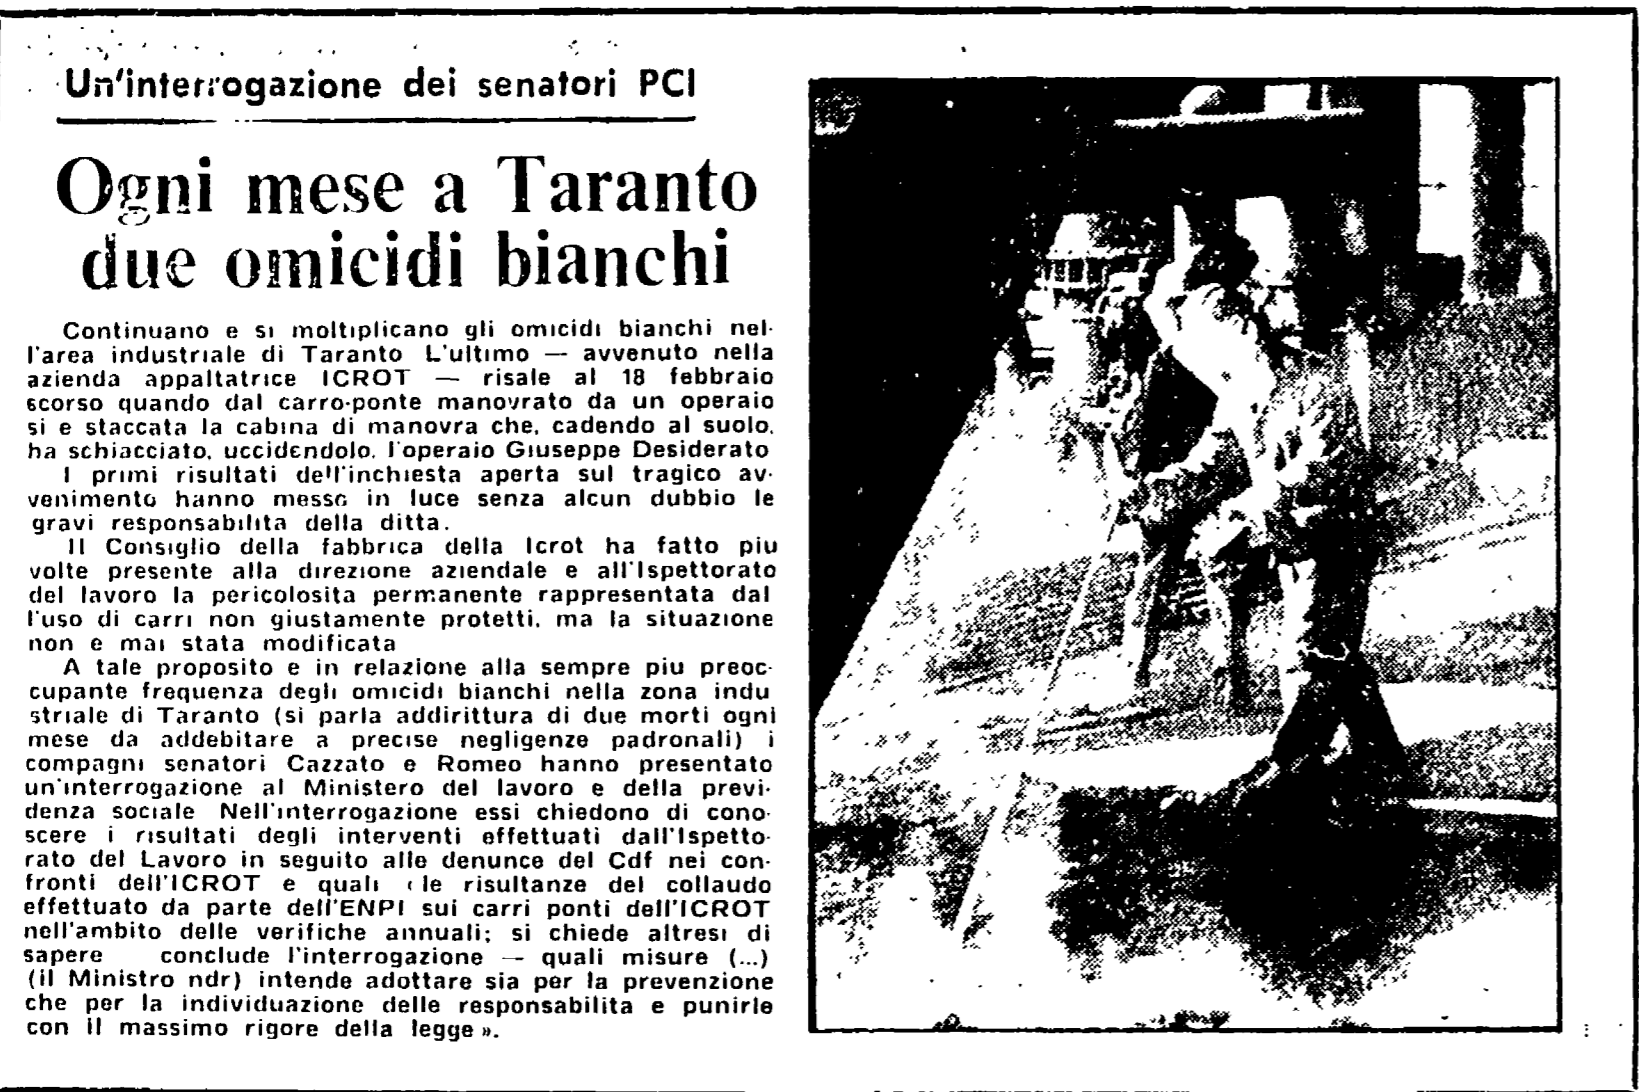 Un'interrogazione dei senatori PCI
Ogni mese a Taranto
due omicidi bianchi
Continuano e si moltiplicano gli omicidi bianchi nel-
l'area industriale di Taranto L'ultimo — avvenuto nella
azienda appaltatrice ICROT — risale al 18 febbraio
scorso quando dal carro-ponte manovrato da un operaio
si e staccata la cabina di manovra che, cadendo al suolo,
ha schiacciato, uccidendolo, l'operaio Giuseppe Desiderato
I primi risultati dell'inchiesta aperta sul tragico av-
venimento hanno messo in luce senza alcun dubbio le
gravi responsabilita della ditta.
Il Consiglio della fabbrica della Icrot ha fatto piu
volte presente alla direzione aziendale e all'Ispettorato
del lavoro la pericolosita permanente rappresentata dal
l'uso di carri non giustamente protetti, ma la situazione
non e mai stata modificata
A tale proposito e in relazione alla sempre piu preoc-
cupante frequenza degli omicidi bianchi nella zona indu
striale di Taranto (si parla addirittura di due morti ogni
mese da addebitare a precise negligenze padronali) i
compagni senatori Cazzato e Romeo hanno presentato
un'interrogazione al Ministero del lavoro e della previ-
denza sociale Nell'interrogazione essi chiedono di cono-
scere i risultati degli interventi effettuati dall'Ispetto-
rato del Lavoro in seguito alle denunce del Cdf nei con-
fronti dell'ICROT e quali ‹ le risultanze del collaudo
effettuato da parte dell'ENPI sui carri ponti dell'ICROT
nell'ambito delle verifiche annuali; si chiede altresi di
sapere conclude l'interrogazione — quali misure (...)
(il Ministro ndr) intende adottare sia per la prevenzione
che per la individuazione delle responsabilita e punirle
con il massimo rigore della legge ».